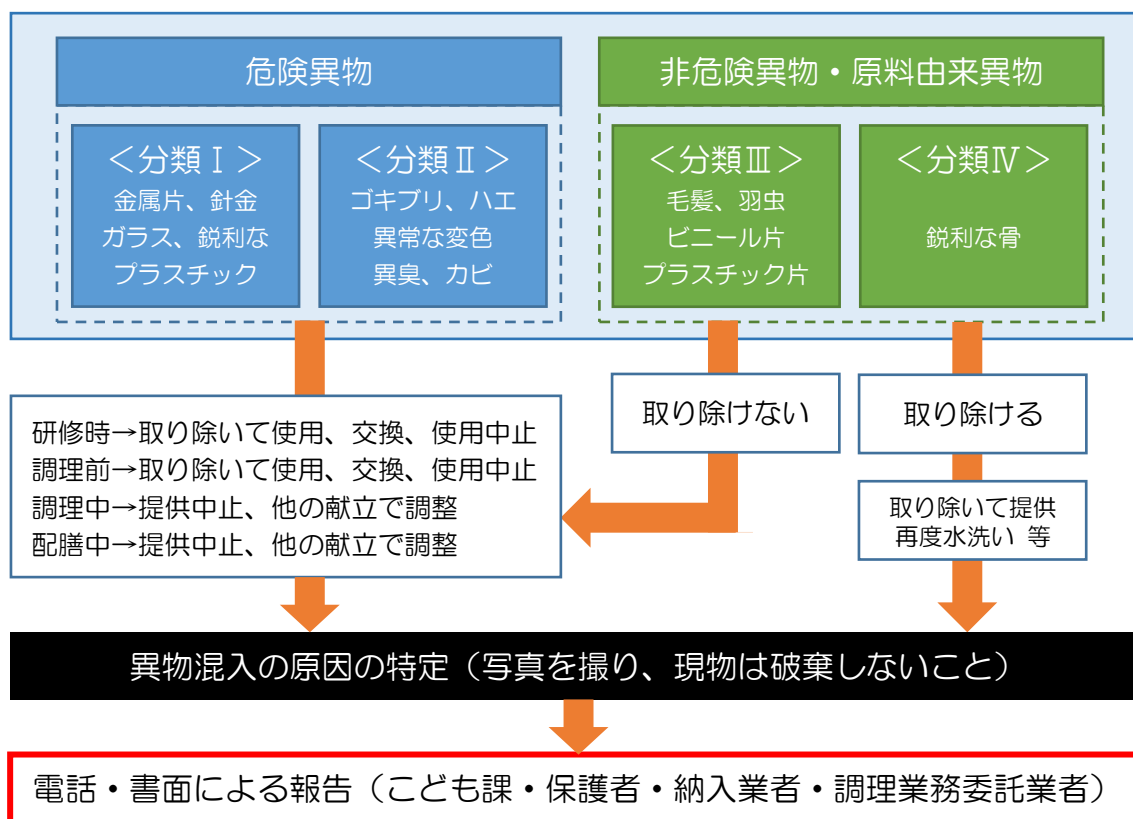 危険異物
非危険異物・原料由来異物
＜分類Ⅰ＞
金属片、針金
ガラス、鋭利な
プラスチック
＜分類Ⅱ＞
ゴキブリ、ハエ
異常な変色
異臭、カビ
＜分類Ⅲ＞
毛髪、羽虫
ビニール片
プラスチック片
＜分類Ⅳ＞
鋭利な骨
研修時→取り除いて使用、交換、使用中止
調理前→取り除いて使用、交換、使用中止
調理中→提供中止、他の献立で調整
配膳中→提供中止、他の献立で調整
取り除けない
取り除ける
取り除いて提供
再度水洗い 等
異物混入の原因の特定（写真を撮り、現物は破棄しないこと）
電話・書面による報告（こども課・保護者・納入業者・調理業務委託業者）